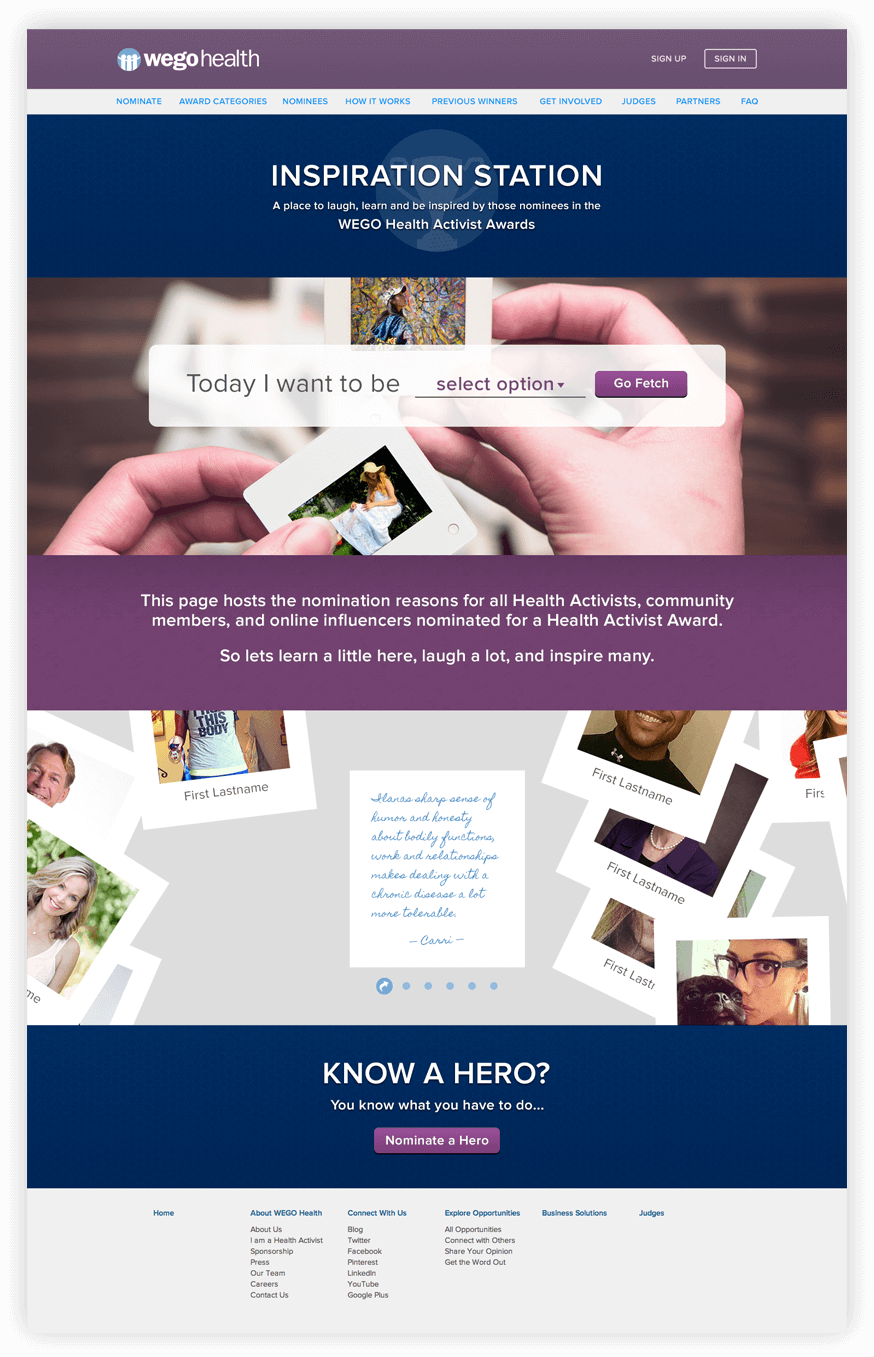 wegohealth
SIGN UP
SIGN IN
NOMINATE
AWARD CATEGORIES
NOMINEES
HOW IT WORKS
PREVIOUS WINNERS
GET INVOLVED
JUDGES
PARTNERS
FAQ
INSPIRATION STATION
A place to laugh, learn and be inspired by those nominees in the
WEGO Health Activist Awards
Today I want to be
select option
Go Fetch
This page hosts the nomination reasons for all Health Activists, community
members, and online influencers nominated for a Health Activist Award.
So lets learn a little here, laugh a lot, and inspire many.
THIS
BODY
First Lastname
me
Ilanas sharp sense of
humor and honesty
about bodily functions,
work and relationships
makes dealing with a
chronic disease a lot
more tolerable.
— Carri —
First Lastname
Firs
First Lastname
First Lastr
KNOW A HERO?
You know what you have to do...
Nominate a Hero
Home
About WEGO Health
About Us
I am a Health Activist
Sponsorship
Press
Our Team
Careers
Contact Us
Connect With Us
Blog
Twitter
Facebook
Pinterest
LinkedIn
YouTube
Google Plus
Explore Opportunities
All Opportunities
Connect with Others
Share Your Opinion
Get the Word Out
Business Solutions
Judges